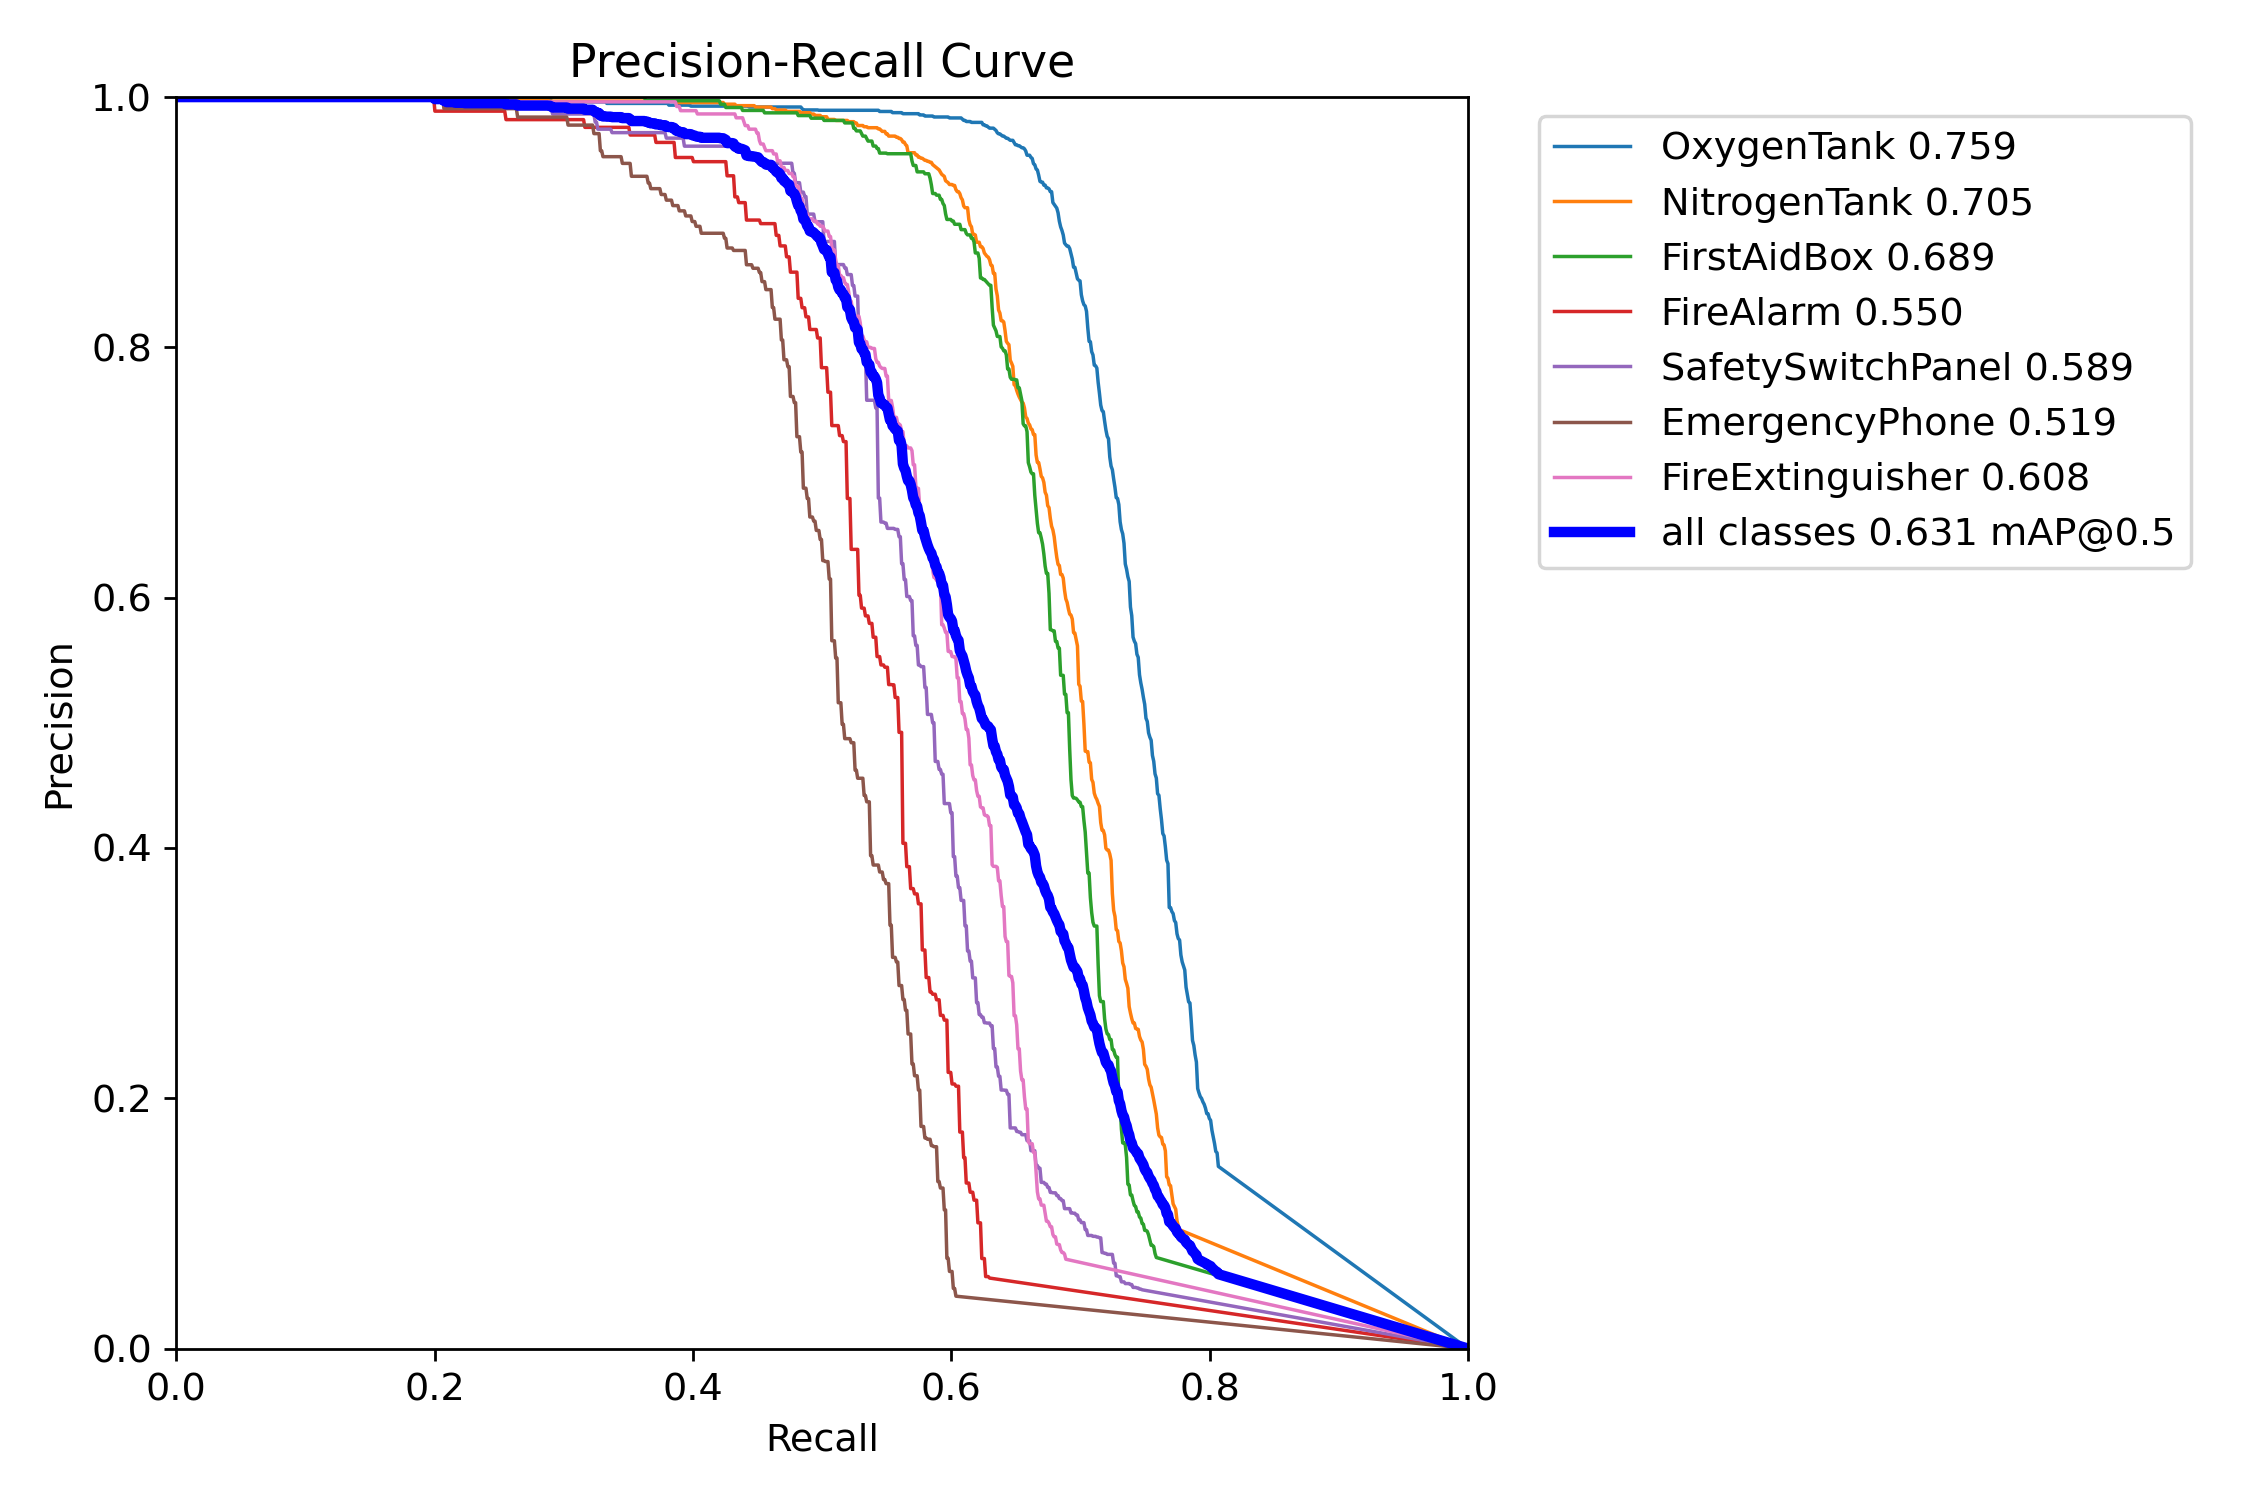 Precision-Recall Curve
1.0
0.8
0.6
0.4
0.2
0.0
Precision
0.0 0.2 0.4 0.6 0.8 1.0
Recall
OxygenTank 0.759
NitrogenTank 0.705
FirstAidBox 0.689
FireAlarm 0.550
SafetySwitchPanel 0.589
EmergencyPhone 0.519
FireExtinguisher 0.608
all classes 0.631 mAP@0.5